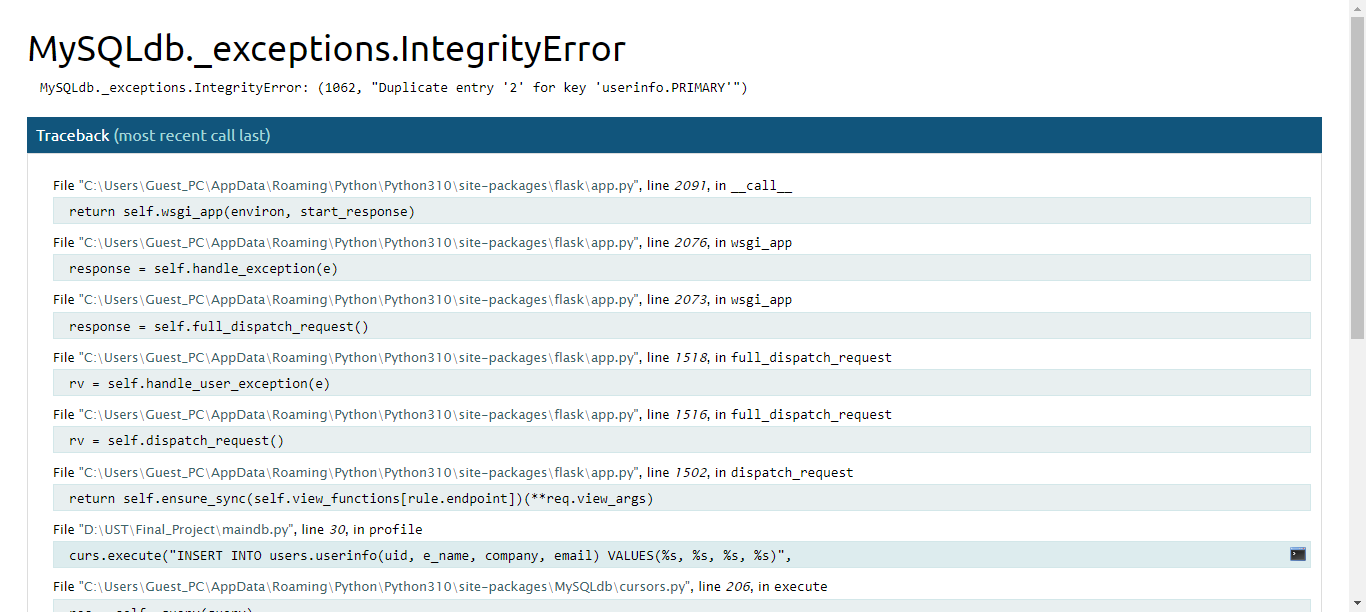 MySQLdb._exceptions.IntegrityError
MySQLdb._exceptions.IntegrityError: (1062, "Duplicate entry '2' for key 'userinfo.PRIMARY'")
Traceback (most recent call last)
File "C:\Users\Guest_PC\AppData\Roaming\Python\Python310\site-packages\flask\app.py", line 2091, in __call__
return self.wsgi_app(environ, start_response)
File "C:\Users\Guest_PC\AppData\Roaming\Python\Python310\site-packages\flask\app.py", line 2076, in wsgi_app
response = self.handle_exception(e)
File "C:\Users\Guest_PC\AppData\Roaming\Python\Python310\site-packages\flask\app.py", line 2073, in wsgi_app
response = self.full_dispatch_request()
File "C:\Users\Guest_PC\AppData\Roaming\Python\Python310\site-packages\flask\app.py", line 1518, in full_dispatch_request
rv = self.handle_user_exception(e)
File "C:\Users\Guest_PC\AppData\Roaming\Python\Python310\site-packages\flask\app.py", line 1516, in full_dispatch_request
rv = self.dispatch_request()
File "C:\Users\Guest_PC\AppData\Roaming\Python\Python310\site-packages\flask\app.py", line 1502, in dispatch_request
return self.ensure_sync(self.view_functions[rule.endpoint])(**req.view_args)
File "D:\UST\Final_Project\maindb.py", line 30, in profile
curs.execute("INSERT INTO users.userinfo(uid, e_name, company, email) VALUES(%s, %s, %s, %s)",
File "C:\Users\Guest_PC\AppData\Roaming\Python\Python310\site-packages\MySQLdb\cursors.py", line 206, in execute